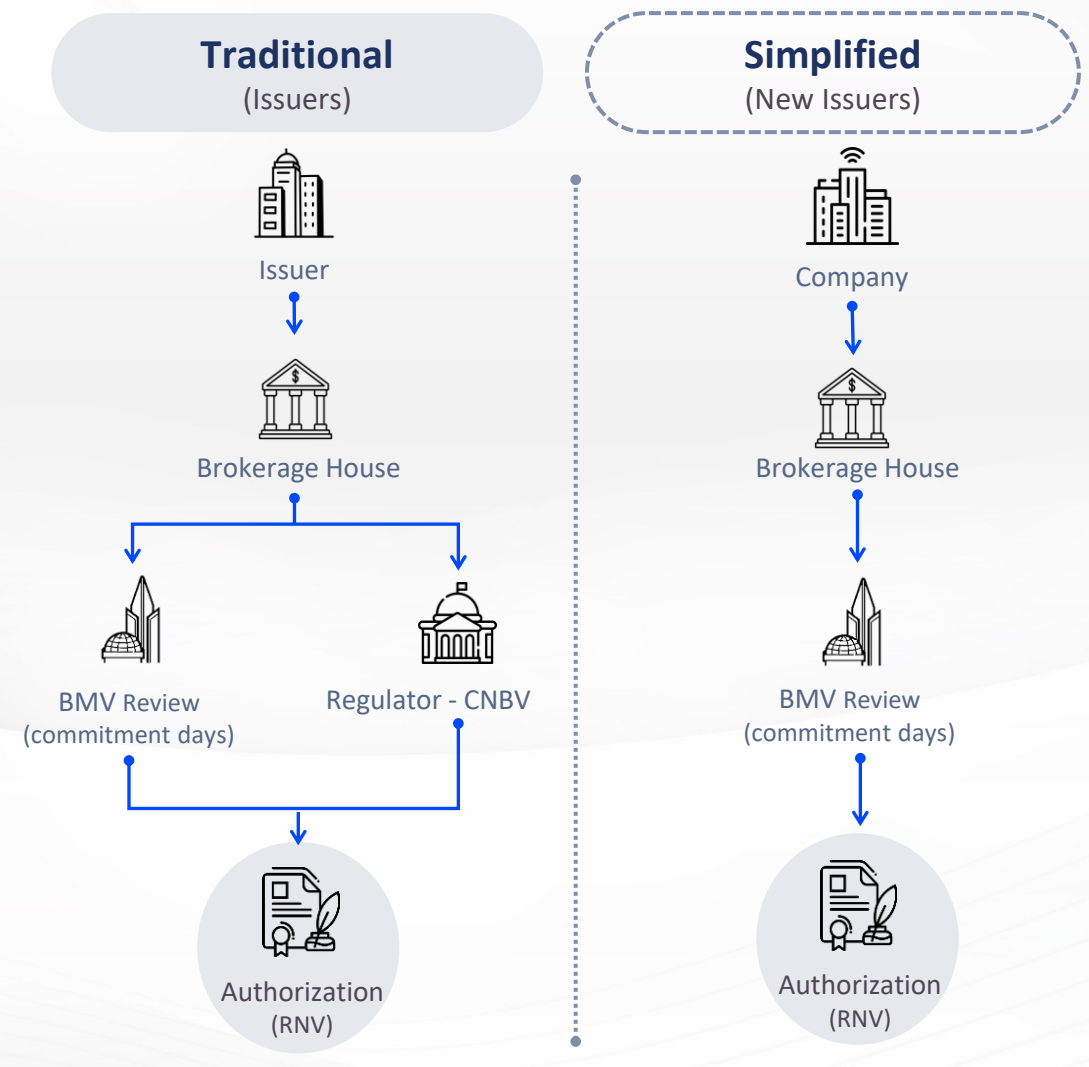 Traditional
(Issuers)
Issuer
Brokerage House
BMV Review
(commitment days)
Regulator - CNBV
Authorization
(RNV)
Simplified
(New Issuers)
Company
Brokerage House
BMV Review
(commitment days)
Authorization
(RNV)